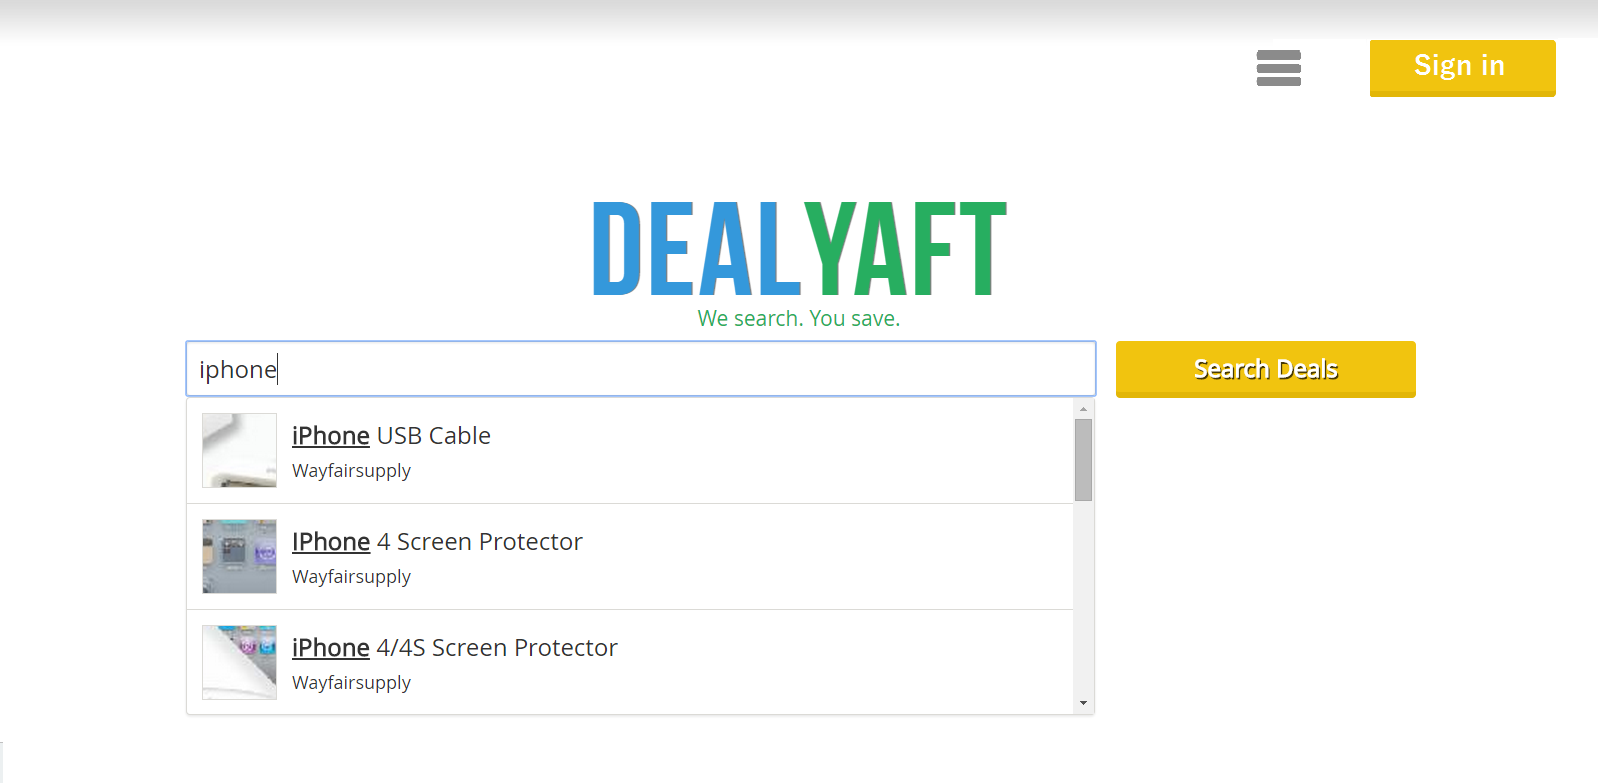 Sign in
DEALYAFT
We search. You save.
iphone
Search Deals
iPhone USB Cable
Wayfairsupply
IPhone 4 Screen Protector
Wayfairsupply
iPhone 4/4S Screen Protector
Wayfairsupply